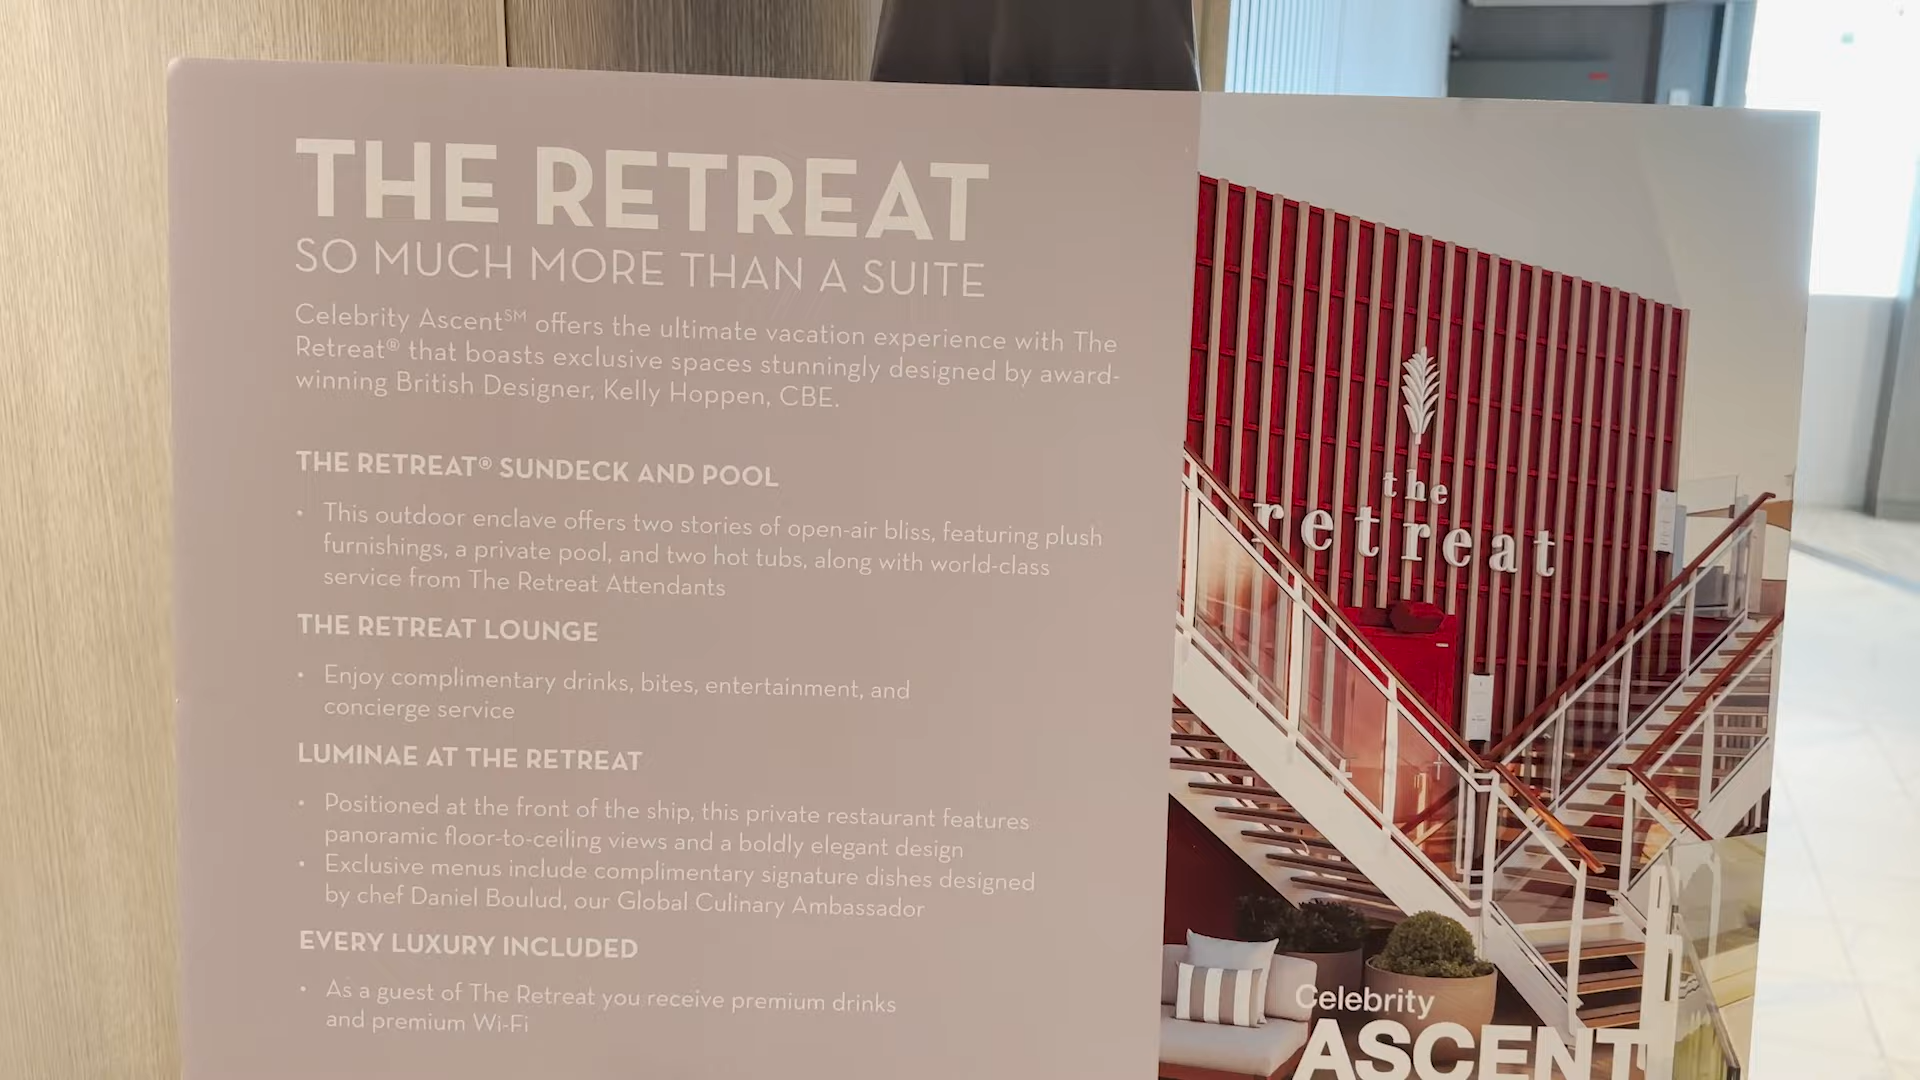 THE RETREAT
SO MUCH MORE THAN A SUITE
Celebrity Ascent℠ offers the ultimate vacation experience with The
Retreat® that boasts exclusive spaces stunningly designed by award-
winning British Designer, Kelly Hoppen, CBE.
THE RETREAT® SUNDECK AND POOL
• This outdoor enclave offers two stories of open-air bliss, featuring plush
furnishings, a private pool, and two hot tubs, along with world-class
service from The Retreat Attendants
THE RETREAT LOUNGE
• Enjoy complimentary drinks, bites, entertainment, and
concierge service
LUMINAE AT THE RETREAT
• Positioned at the front of the ship, this private restaurant features
panoramic floor-to-ceiling views and a boldly elegant design
• Exclusive menus include complimentary signature dishes designed
by chef Daniel Boulud, our Global Culinary Ambassador
EVERY LUXURY INCLUDED
• As a guest of The Retreat you receive premium drinks
and premium Wi-Fi
the
retreat
Celebrity
ASCENT